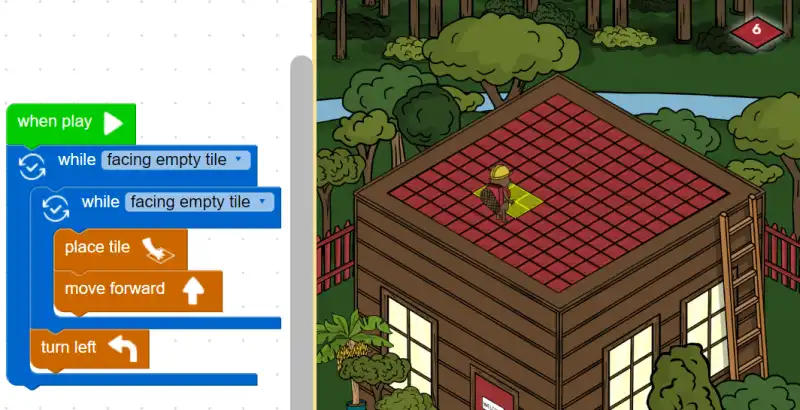 when play
while facing empty tile
while facing empty tile
place tile
move forward
turn left
6